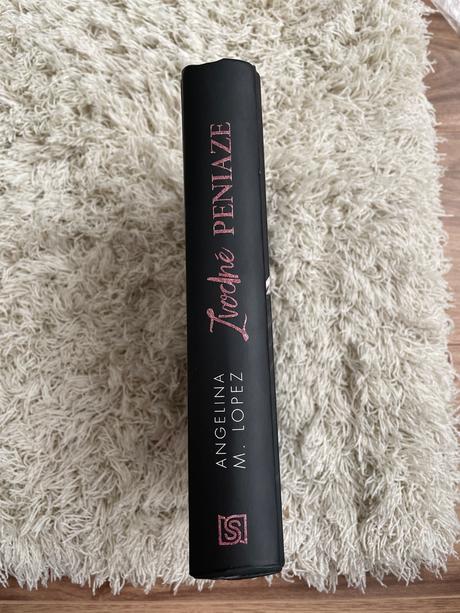 ANGELINA
M. LOPEZ
Zvodné PENIAZE
S